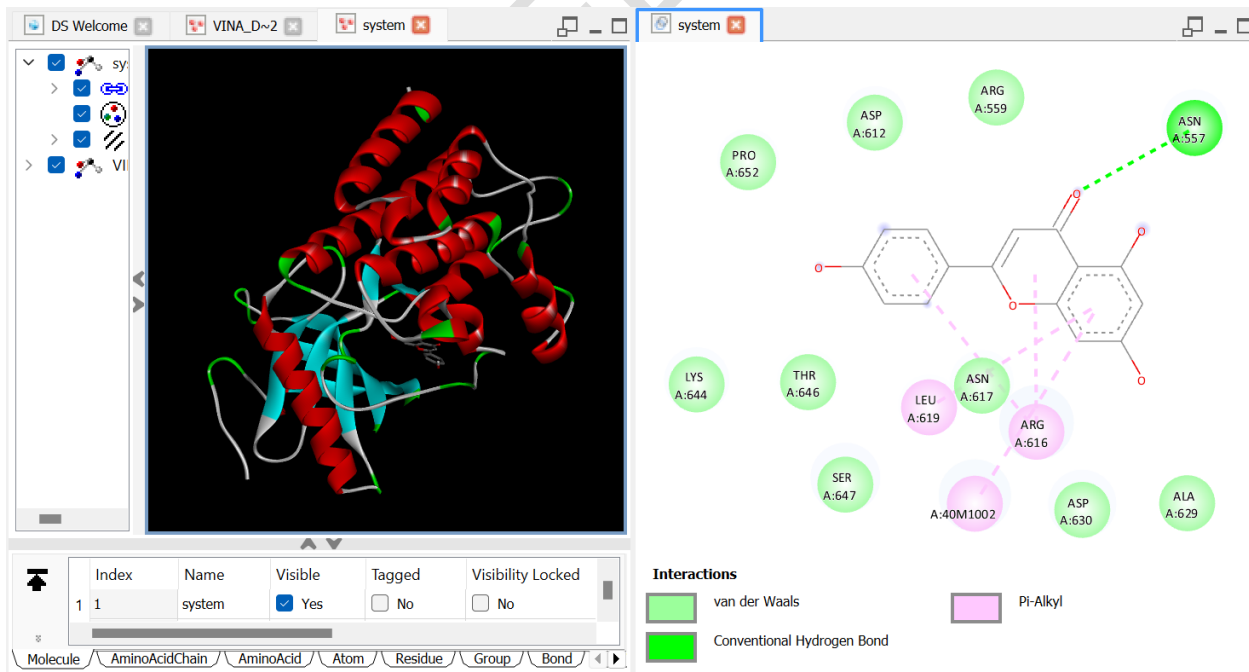 DS Welcome
VINA_D~2
system
system
sy
VII
Index Name Visible Tagged Visibility Locked
1 1 system Yes No No
Molecule AminoAcidChain AminoAcid Atom Residue Group Bond
ARG
A:559
ASP
A:612
ASN
A:557
PRO
A:652
O
O
O
O
O
LYS
A:644
THR
A:646
ASN
A:617
LEU
A:619
ARG
A:616
SER
A:647
A:40M1002
ASP
A:630
ALA
A:629
Interactions
van der Waals
Pi-Alkyl
Conventional Hydrogen Bond